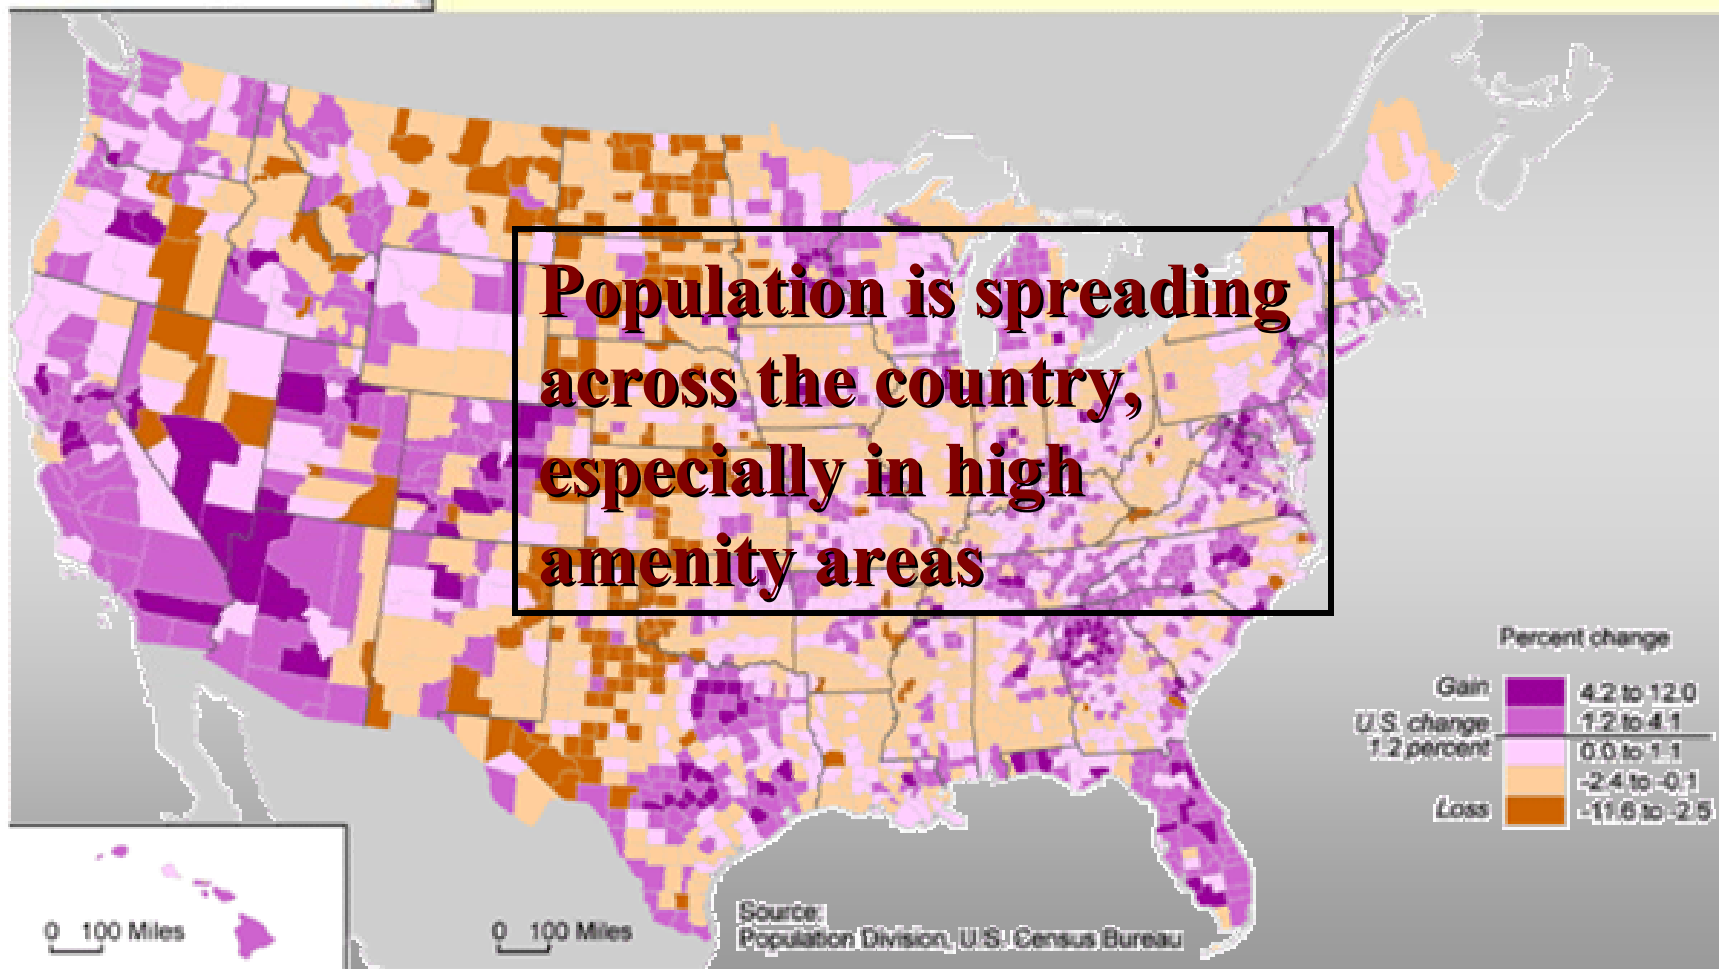 Population is spreading
across the country,
especially in high
amenity areas
Percent change
Gain 4.2 to 12.0
U.S. change 1.2 to 4.1
1.2 percent 0.0 to 1.1
-2.4 to -0.1
Loss -11.6 to -2.5
0 100 Miles
0 100 Miles
Source:
Population Division, U.S. Census Bureau